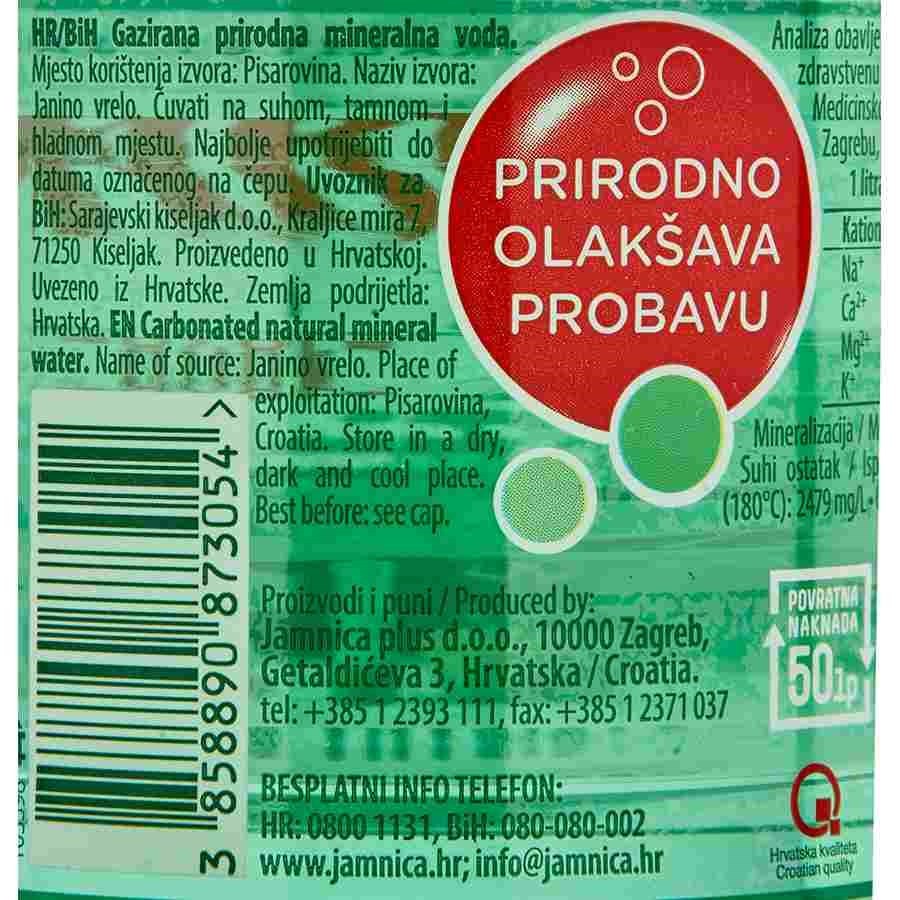 HR/BiH Gazirana prirodna mineralna voda.
Mjesto korištenja izvora: Pisarovina. Naziv izvora:
Janino vrelo. Čuvati na suhom, tamnom i
hladnom mjestu. Najbolje upotrijebiti do
datuma označenog na čepu. Uvoznik za
BiH: Sarajevski kiseljak d.o.o., Kraljice mira 7,
71250 Kiseljak. Proizvedeno u Hrvatskoj.
Uvezeno iz Hrvatske. Zemlja podrijetla:
Hrvatska. EN Carbonated natural mineral
water. Name of source: Janino vrelo. Place of
exploitation: Pisarovina,
Croatia. Store in a dry,
dark and cool place.
Best before: see cap.
PRIRODNO
OLAKŠAVA
PROBAVU
Analiza obavlje
zdravstvenu
Medicinsk
Zagrebu,
1 litr
Kation
Na+
Ca2+
Mg2+
K+
Mineralizacija / M
Suhi ostatak / Isp
(180°C): 2479 mg/L
3 858890 873054 >
Proizvodi i puni / Produced by:
Jamnica plus d.o.o., 10000 Zagreb,
Getaldićeva 3, Hrvatska / Croatia.
tel: +385 1 2393 111, fax: +385 1 2371 037
POVRATNA
NAKNADA
50lp
BESPLATNI INFO TELEFON:
HR: 0800 1131, BiH: 080-080-002
www.jamnica.hr; info@jamnica.hr
Hrvatska kvaliteta
Croatian quality